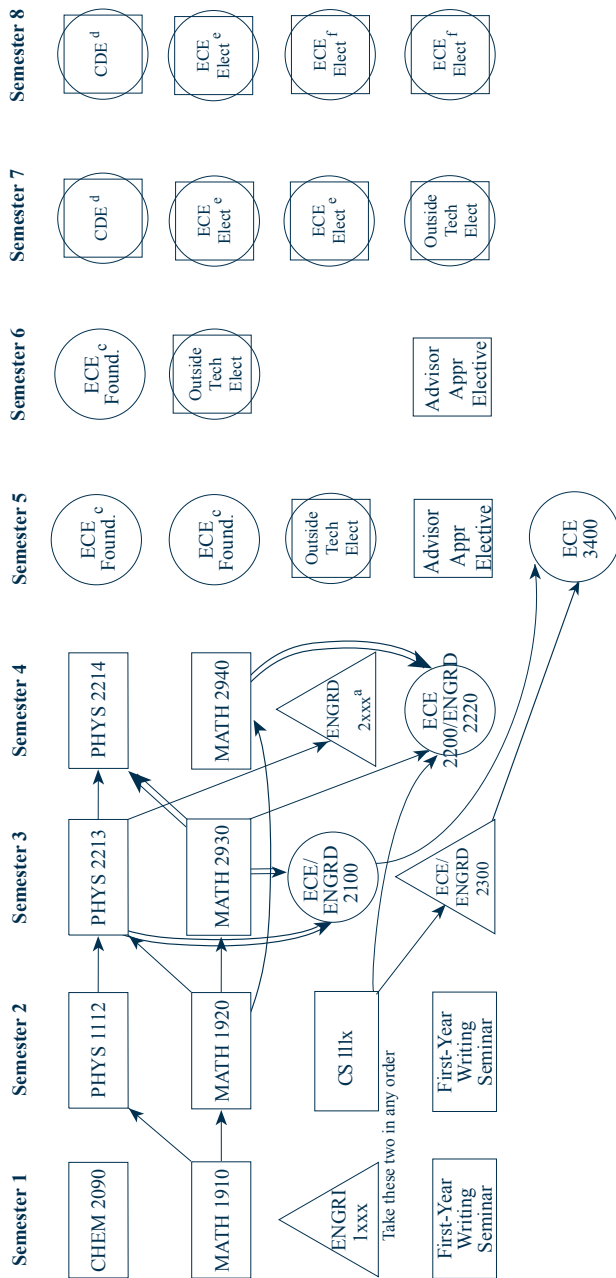 Semester 1
CHEM 2090
MATH 1910
ENGRI
1xxx
Take these two in any order
First-Year
Writing
Seminar
Semester 2
PHYS 1112
MATH 1920
CS 111x
First-Year
Writing
Seminar
Semester 3
PHYS 2213
MATH 2930
ECE/
ENGRD
2100
ECE/
ENGRD
2300
Semester 4
PHYS 2214
MATH 2940
ENGRD
2xxx a
ECE
2200/ENGRD
2220
Semester 5
ECE c
Found.
ECE c
Found.
Outside
Tech
Elect
Advisor
Appr
Elective
ECE
3400
Semester 6
ECE c
Found.
Outside
Tech
Elect
Advisor
Appr
Elective
Semester 7
CDE d
ECE
Elect e
ECE
Elect e
Outside
Tech
Elect
Semester 8
CDE d
ECE
Elect e
ECE
Elect f
ECE
Elect f